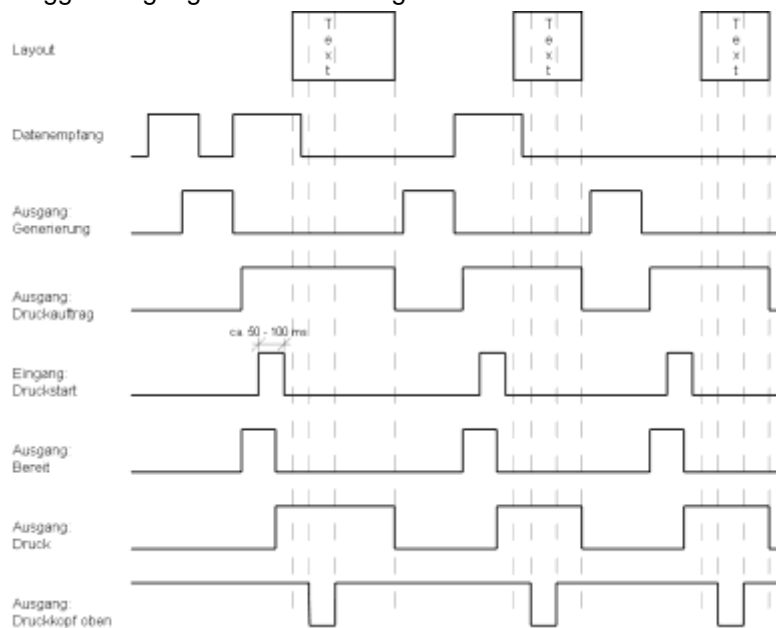 T
e
x
t
T
e
x
t
T
e
x
t
Layout
Datenempfang
Ausgang:
Generierung
Ausgang:
Druckauftrag
ca. 50 - 100 ms
Eingang:
Druckstart
Ausgang:
Bereit
Ausgang:
Druck
Ausgang:
Druckkopf oben